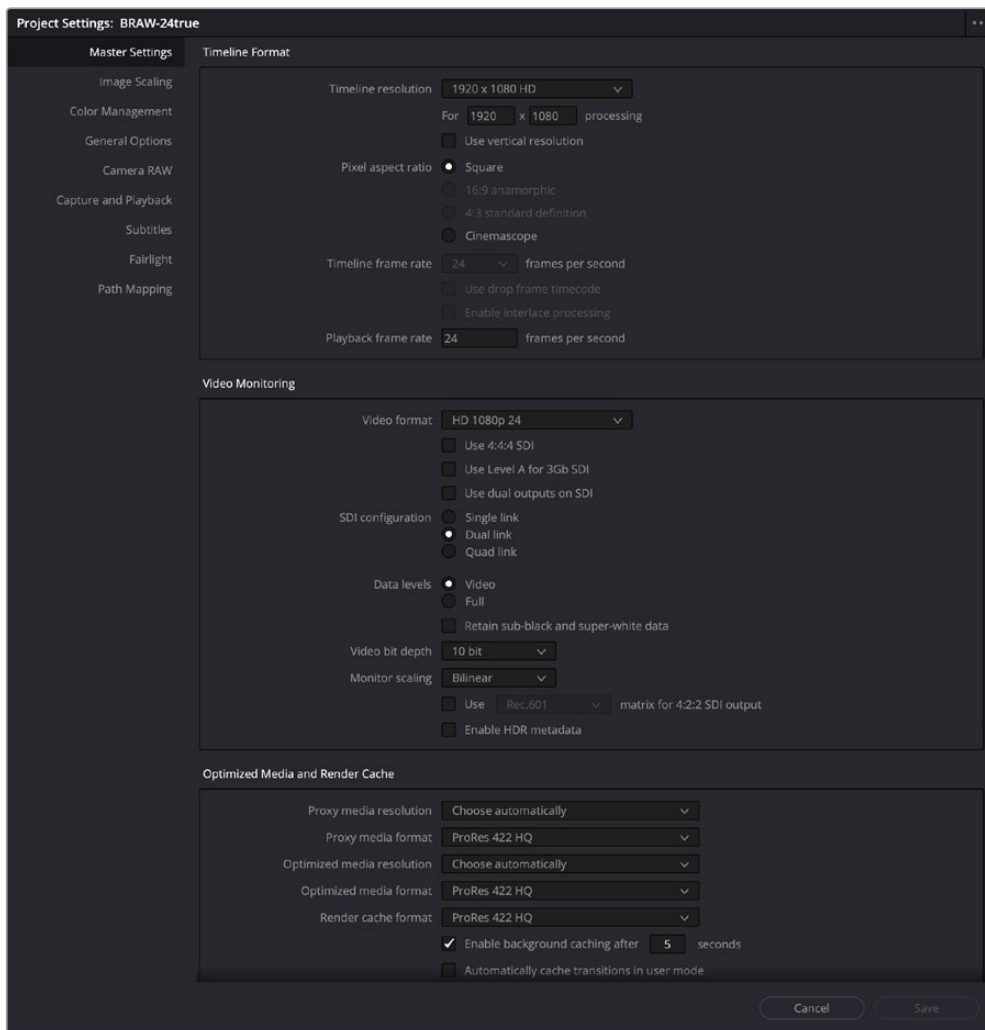 Project Settings: BRAW-24true
Master Settings
Image Scaling
Color Management
General Options
Camera RAW
Capture and Playback
Subtitles
Fairlight
Path Mapping
Timeline Format
Timeline resolution 1920 x 1080 HD
For 1920 x 1080 processing
Use vertical resolution
Pixel aspect ratio Square
16:9 anamorphic
4:3 standard definition
Cinemascope
Timeline frame rate 24 frames per second
Use drop frame timecode
Enable interlace processing
Playback frame rate 24 frames per second
Video Monitoring
Video format HD 1080p 24
Use 4:4:4 SDI
Use Level A for 3Gb SDI
Use dual outputs on SDI
SDI configuration Single link
Dual link
Quad link
Data levels Video
Full
Retain sub-black and super-white data
Video bit depth 10 bit
Monitor scaling Bilinear
Use Rec.601 matrix for 4:2:2 SDI output
Enable HDR metadata
Optimized Media and Render Cache
Proxy media resolution Choose automatically
Proxy media format ProRes 422 HQ
Optimized media resolution Choose automatically
Optimized media format ProRes 422 HQ
Render cache format ProRes 422 HQ
Enable background caching after 5 seconds
Automatically cache transitions in user mode
Cancel Save